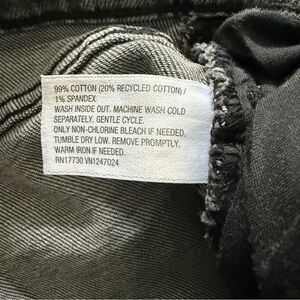 99% COTTON (20% RECYCLED COTTON) /
1% SPANDEX
WASH INSIDE OUT. MACHINE WASH COLD
SEPARATELY. GENTLE CYCLE.
ONLY NON-CHLORINE BLEACH IF NEEDED.
TUMBLE DRY LOW. REMOVE PROMPTLY.
WARM IRON IF NEEDED.
RN17730 VN1247024